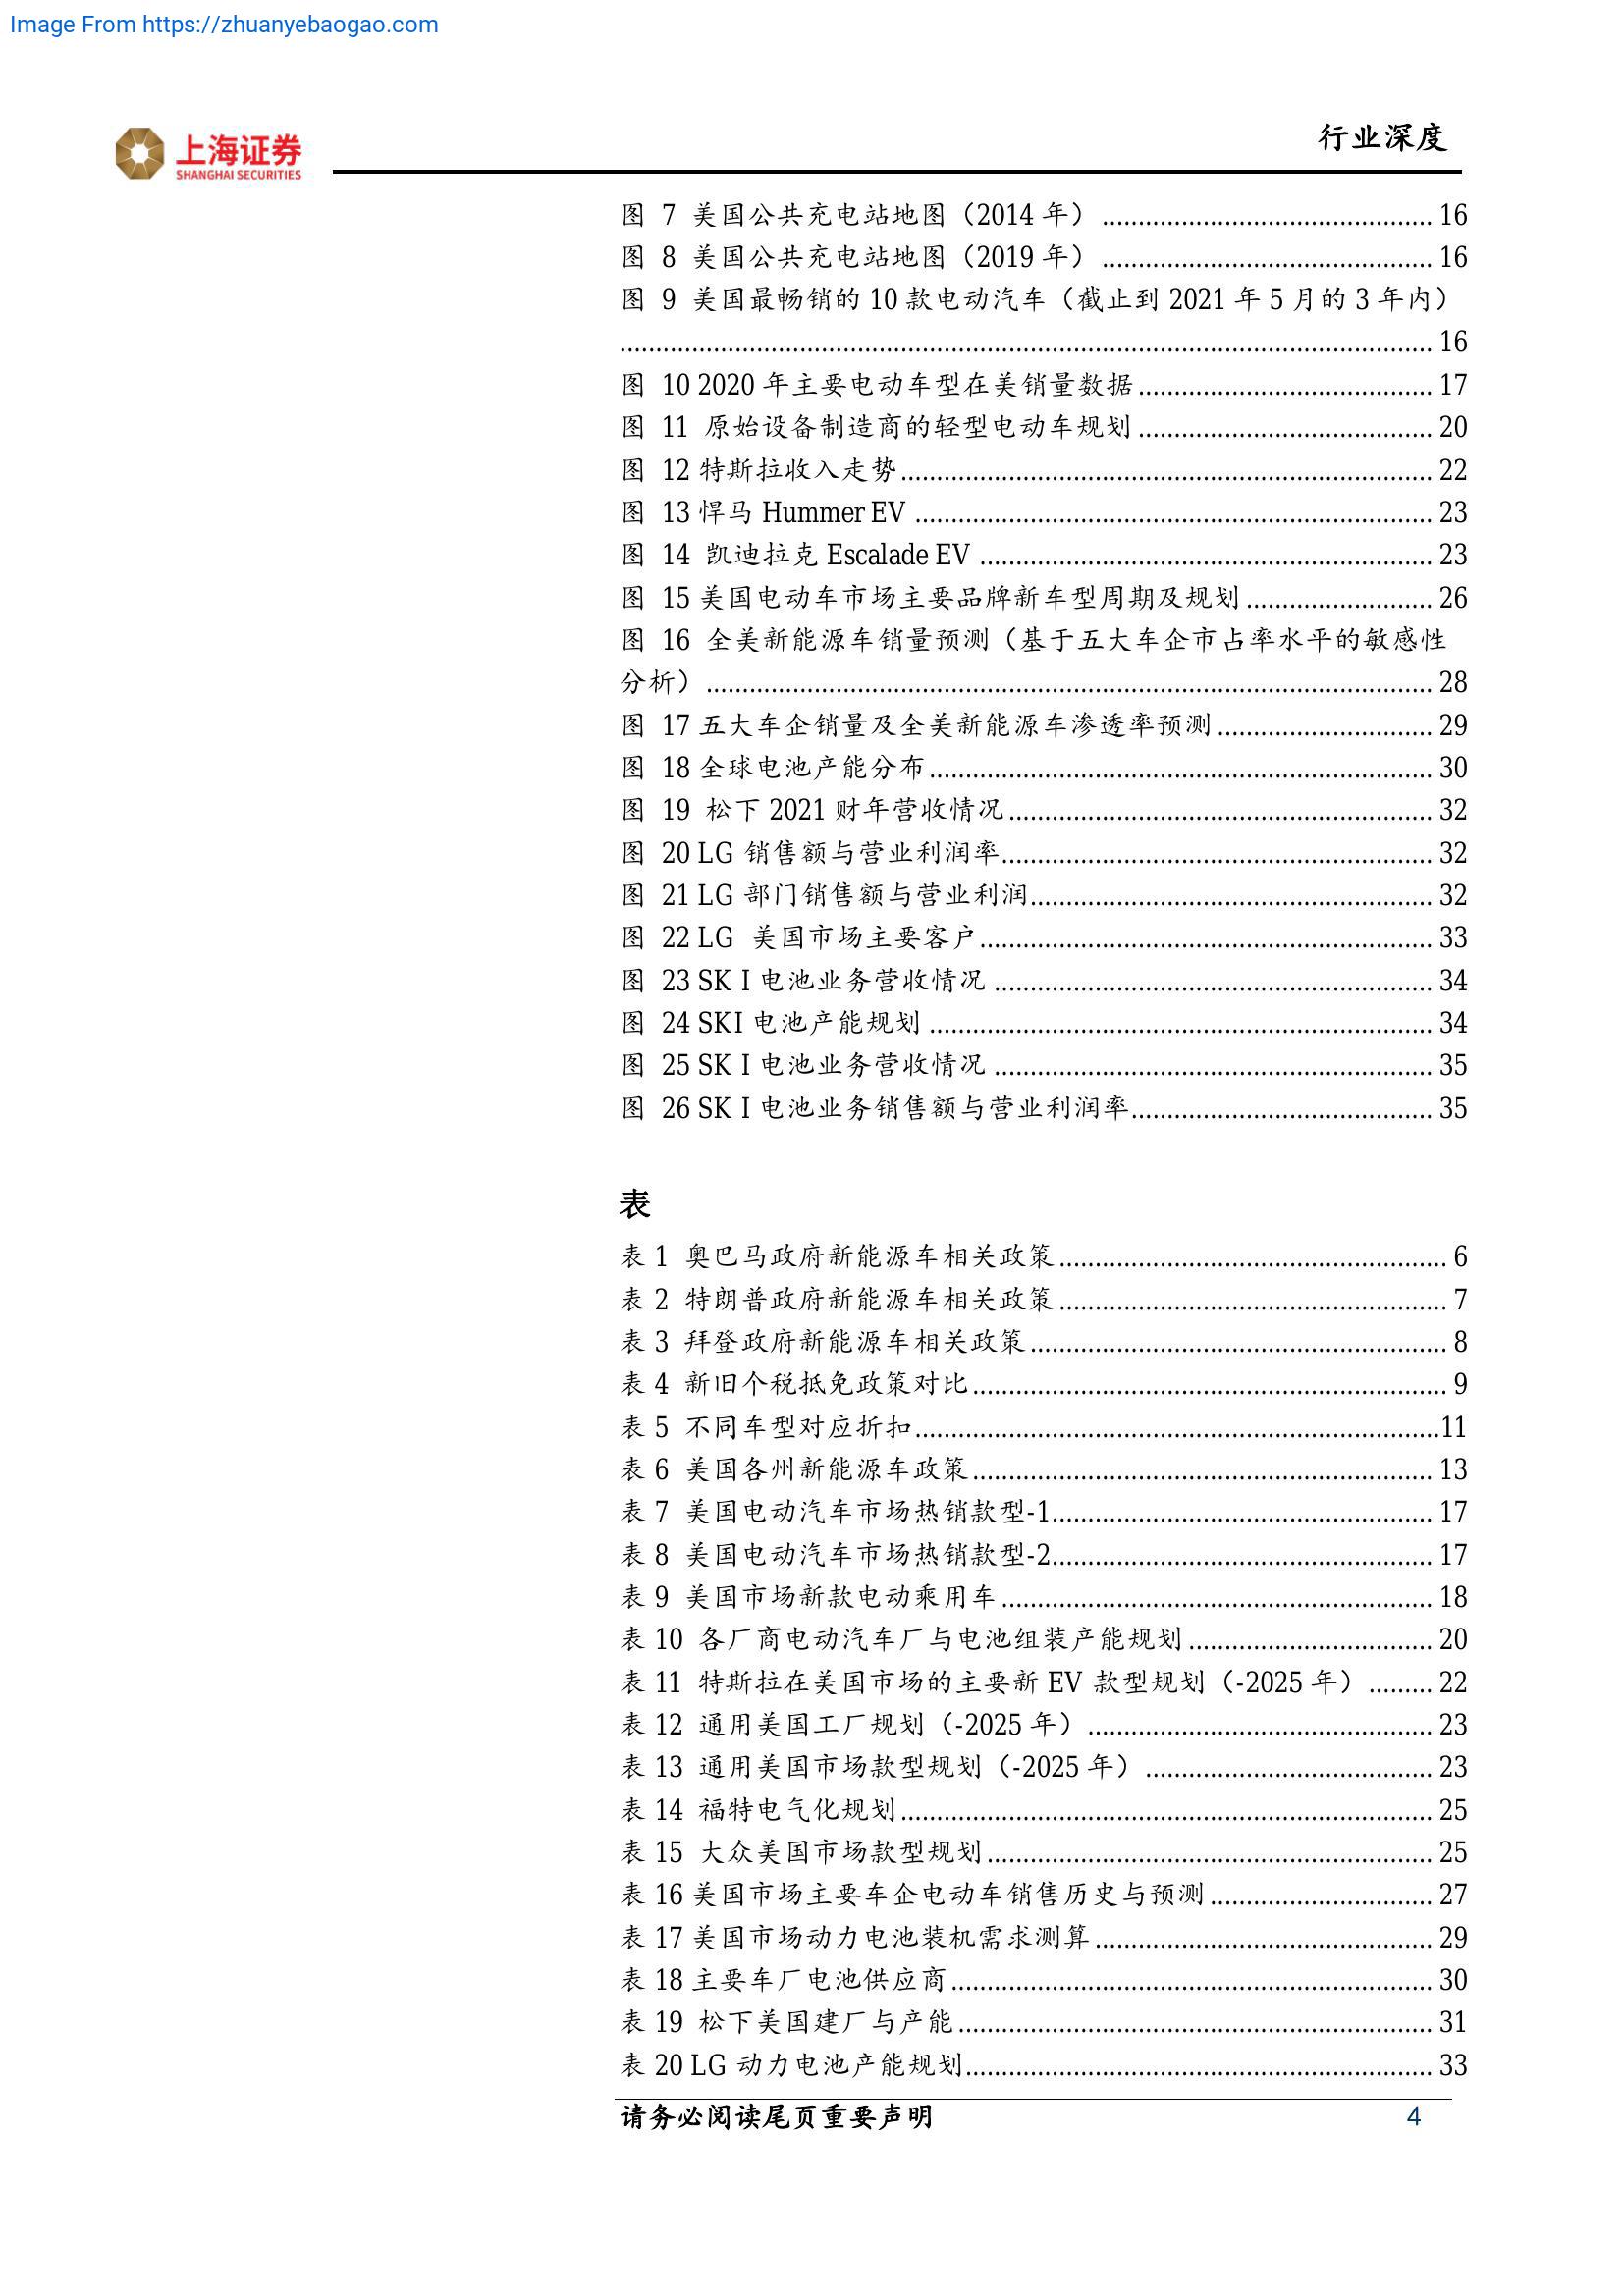 Image From https://zhuanyebaogao.com
上海证券
SHANGHAI SECURITIES
行业深度
图 7 美国公共充电站地图（2014 年） ............................................. 16
图 8 美国公共充电站地图（2019 年） ............................................. 16
图 9 美国最畅销的 10 款电动汽车（截止到 2021 年 5 月的 3 年内）
................................................................................................................ 16
图 10 2020 年主要电动车型在美销量数据 ........................................ 17
图 11 原始设备制造商的轻型电动车规划 ........................................ 20
图 12 特斯拉收入走势 ......................................................................... 22
图 13 悍马 Hummer EV ....................................................................... 23
图 14 凯迪拉克 Escalade EV .............................................................. 23
图 15 美国电动车市场主要品牌新车型周期及规划 ......................... 26
图 16 全美新能源车销量预测（基于五大车企市占率水平的敏感性
分析） .................................................................................................... 28
图 17 五大车企销量及全美新能源车渗透率预测 ............................. 29
图 18 全球电池产能分布 ..................................................................... 30
图 19 松下 2021 财年营收情况 .......................................................... 32
图 20 LG 销售额与营业利润率........................................................... 32
图 21 LG 部门销售额与营业利润....................................................... 32
图 22 LG 美国市场主要客户 .............................................................. 33
图 23 SK I 电池业务营收情况 ............................................................ 34
图 24 SKI 电池产能规划 ..................................................................... 34
图 25 SK I 电池业务营收情况 ............................................................ 35
图 26 SK I 电池业务销售额与营业利润率......................................... 35
表
表 1 奥巴马政府新能源车相关政策 ..................................................... 6
表 2 特朗普政府新能源车相关政策 ..................................................... 7
表 3 拜登政府新能源车相关政策 ......................................................... 8
表 4 新旧个税抵免政策对比 ................................................................. 9
表 5 不同车型对应折扣........................................................................11
表 6 美国各州新能源车政策 ............................................................... 13
表 7 美国电动汽车市场热销款型-1.................................................... 17
表 8 美国电动汽车市场热销款型-2.................................................... 17
表 9 美国市场新款电动乘用车 ........................................................... 18
表 10 各厂商电动汽车厂与电池组装产能规划 ................................. 20
表 11 特斯拉在美国市场的主要新 EV 款型规划（-2025 年） ......... 22
表 12 通用美国工厂规划（-2025 年） ............................................... 23
表 13 通用美国市场款型规划（-2025 年） ....................................... 23
表 14 福特电气化规划 ......................................................................... 25
表 15 大众美国市场款型规划 ............................................................. 25
表 16 美国市场主要车企电动车销售历史与预测 .............................. 27
表 17 美国市场动力电池装机需求测算 .............................................. 29
表 18 主要车厂电池供应商 .................................................................. 30
表 19 松下美国建厂与产能 ................................................................. 31
表 20 LG 动力电池产能规划................................................................ 33
请务必阅读尾页重要声明 4